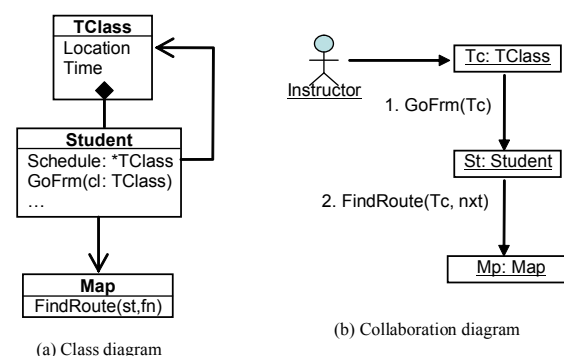 TClass
Location
Time
Student
Schedule: *TClass
GoFrm(cl: TClass)
…
Map
FindRoute(st,fn)
(a) Class diagram
Instructor
Tc: TClass
1. GoFrm(Tc)
St: Student
2. FindRoute(Tc, nxt)
Mp: Map
(b) Collaboration diagram